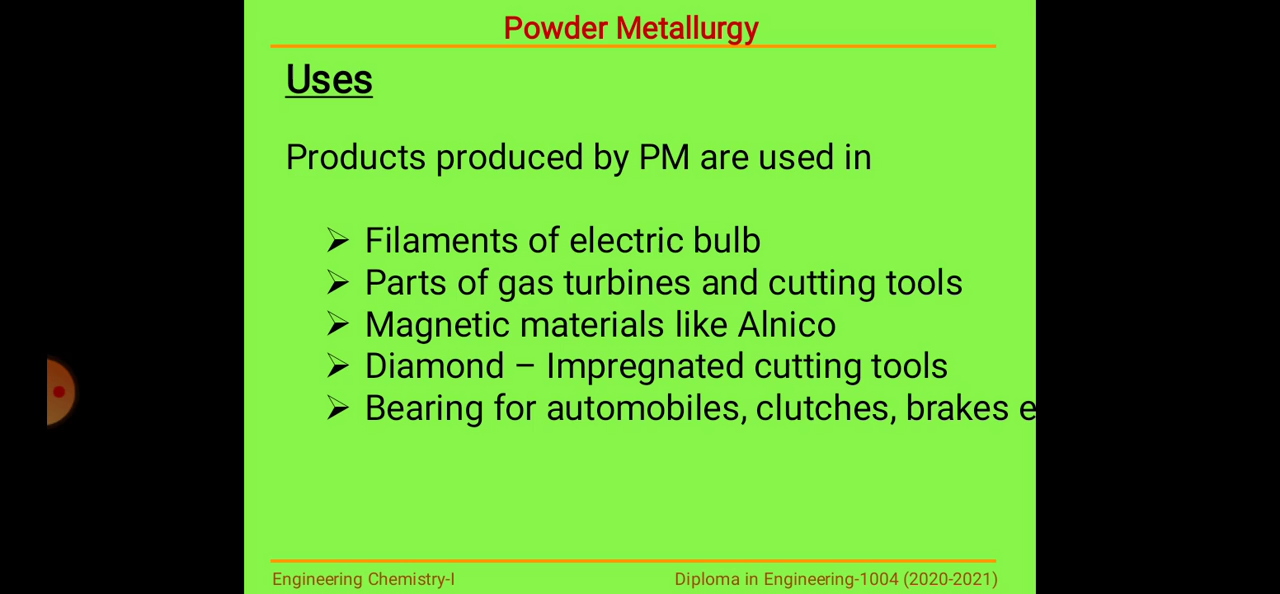 Powder Metallurgy
Uses
Products produced by PM are used in
➢ Filaments of electric bulb
➢ Parts of gas turbines and cutting tools
➢ Magnetic materials like Alnico
➢ Diamond – Impregnated cutting tools
➢ Bearing for automobiles, clutches, brakes e
Engineering Chemistry-I
Diploma in Engineering-1004 (2020-2021)